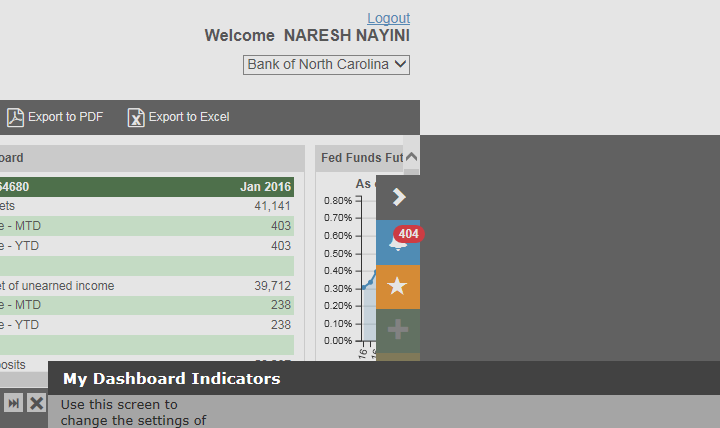 Logout
Welcome NARESH NAYINI
Bank of North Carolina
Export to PDF
Export to Excel
oard
Fed Funds Fut
64680 Jan 2016
ets 41,141
e - MTD 403
e - YTD 403
et of unearned income 39,712
e - MTD 238
e - YTD 238
osits
As
0.80%
0.70%
0.60%
0.50%
0.40%
0.30%
0.20%
0.10%
0.00%
404
My Dashboard Indicators
Use this screen to
change the settings of